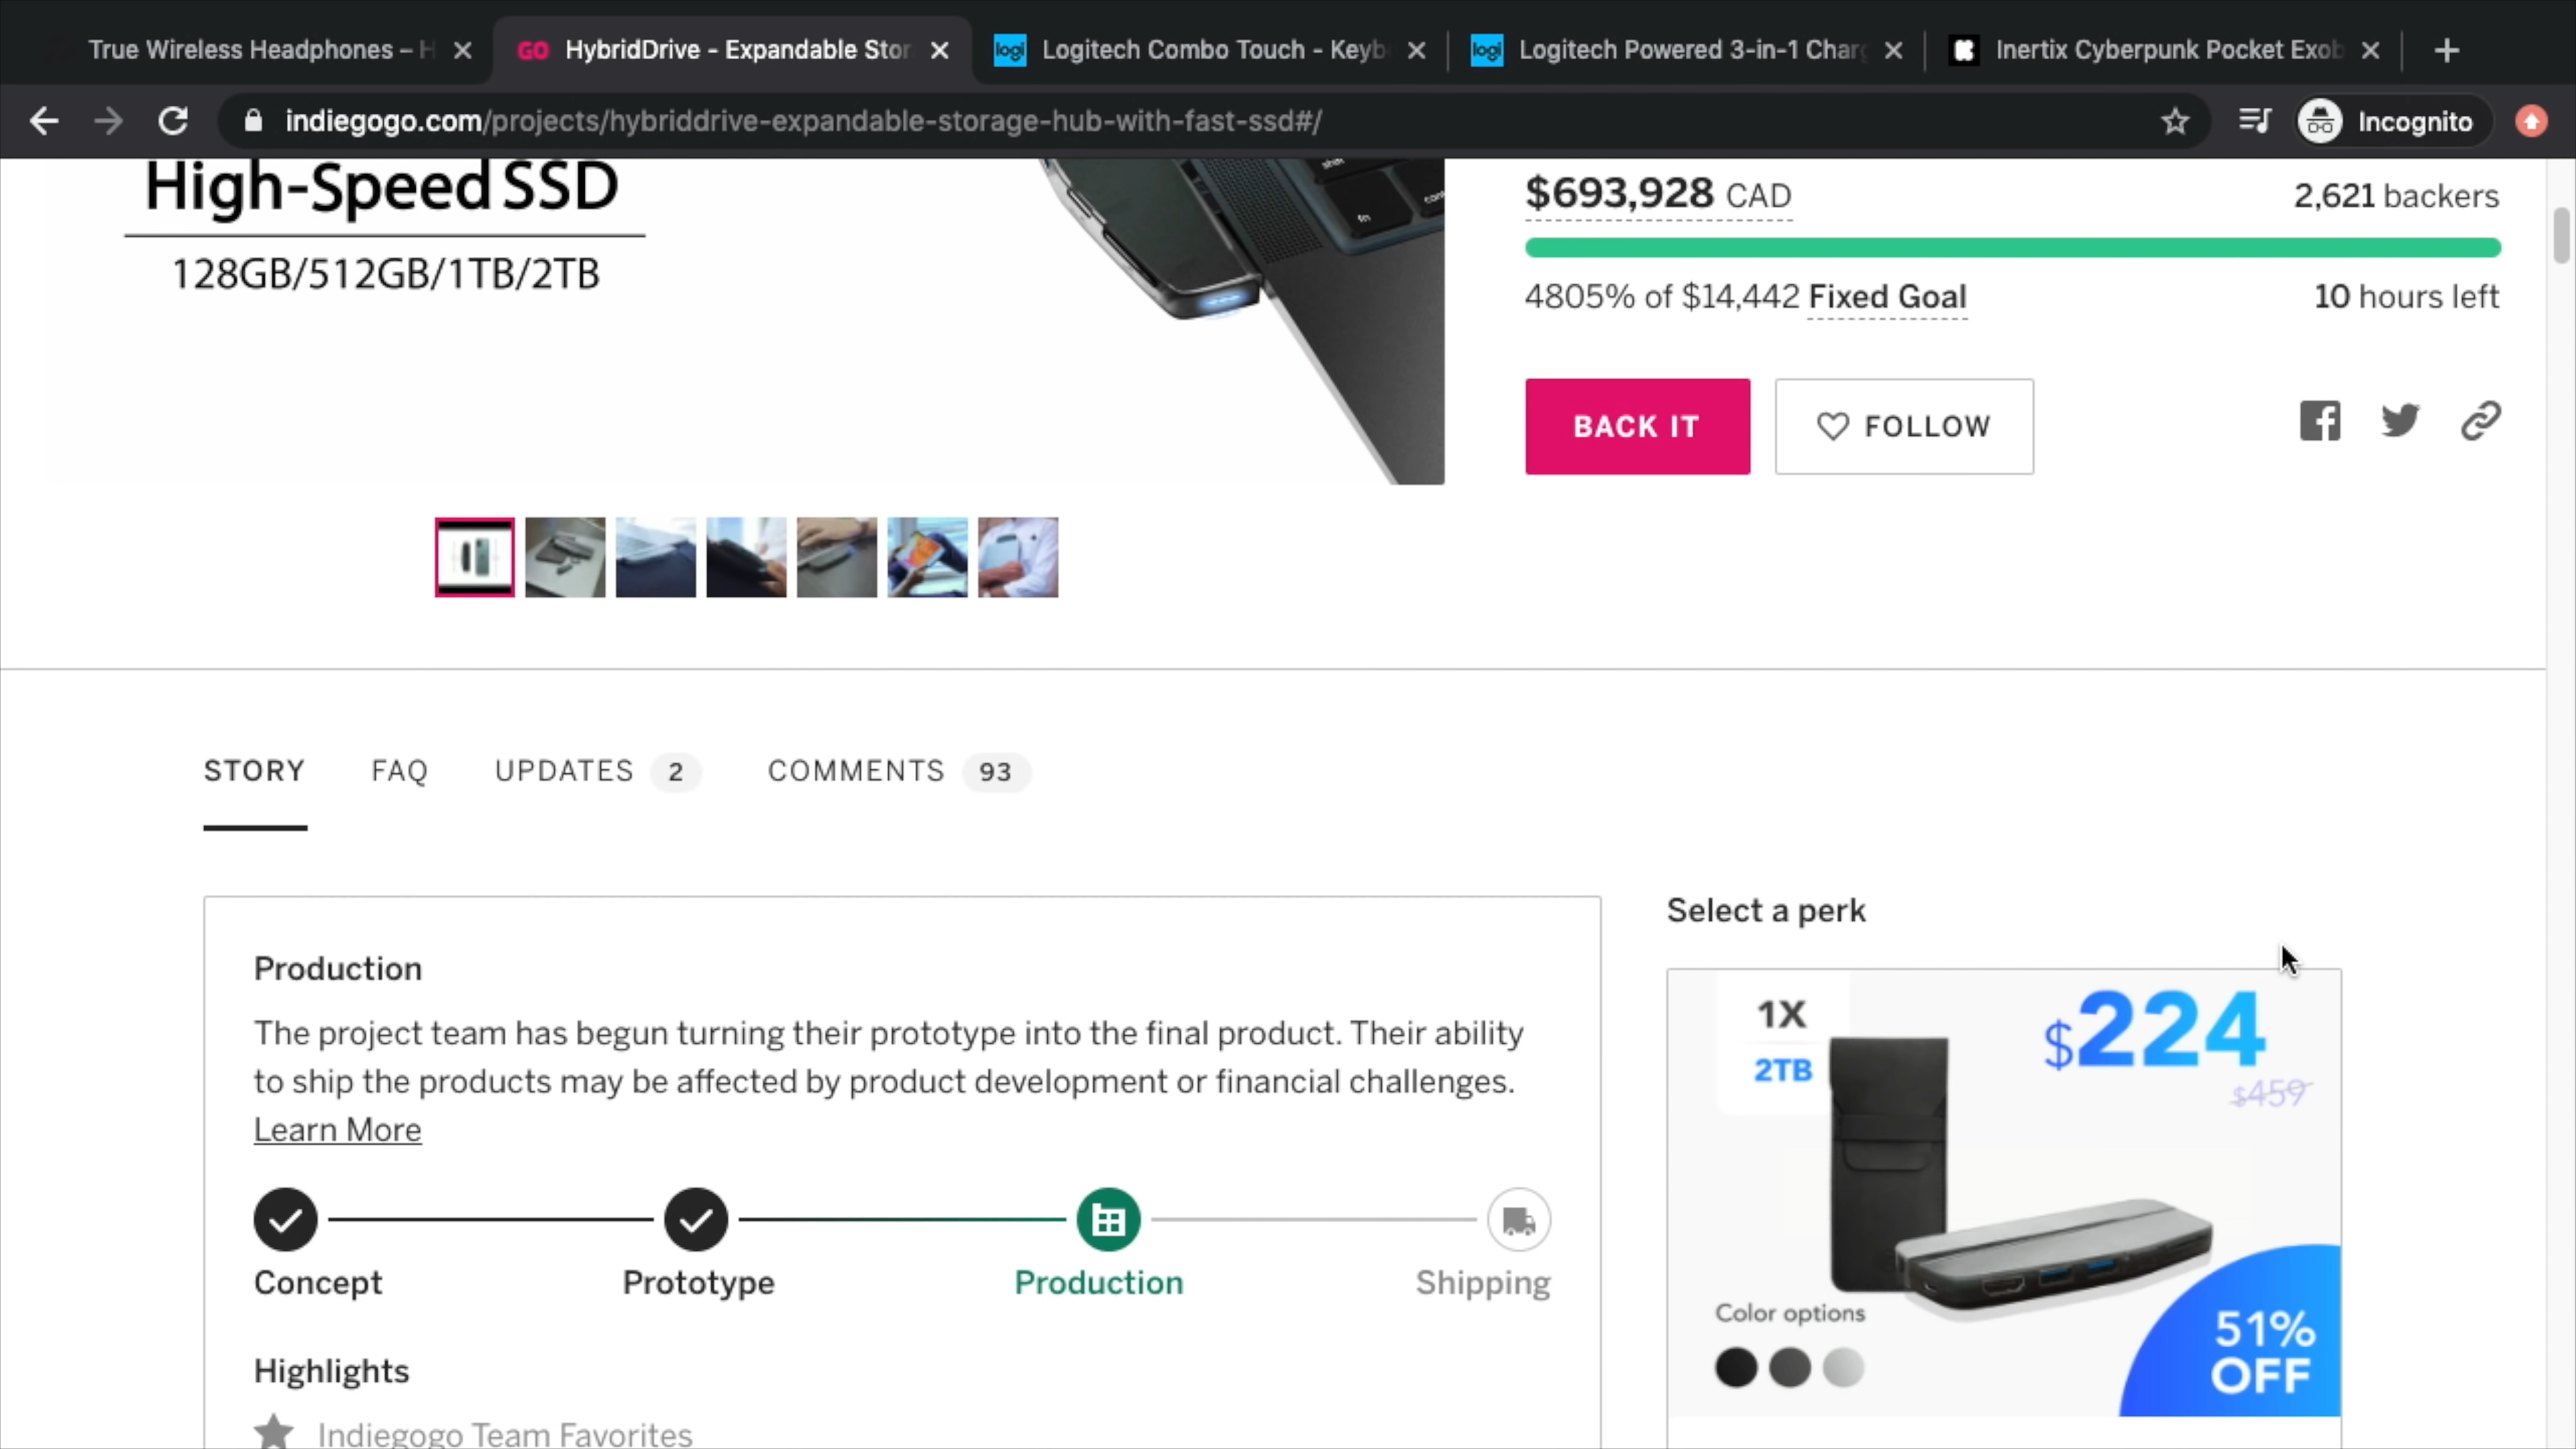 True Wireless Headphones – H
GO HybridDrive - Expandable Stor
logi Logitech Combo Touch - Keyb
logi Logitech Powered 3-in-1 Charg
Inertix Cyberpunk Pocket Exob
indiegogo.com/projects/hybriddrive-expandable-storage-hub-with-fast-ssd#/
Incognito
High-Speed SSD
128GB/512GB/1TB/2TB
fn
$693,928 CAD
2,621 backers
4805% of $14,442 Fixed Goal
10 hours left
BACK IT
FOLLOW
STORY
FAQ
UPDATES 2
COMMENTS 93
Production
The project team has begun turning their prototype into the final product. Their ability
to ship the products may be affected by product development or financial challenges.
Learn More
Concept
Prototype
Production
Shipping
Highlights
Indiegogo Team Favorites
Select a perk
1X
2TB
$224
$459
Color options
51%
OFF